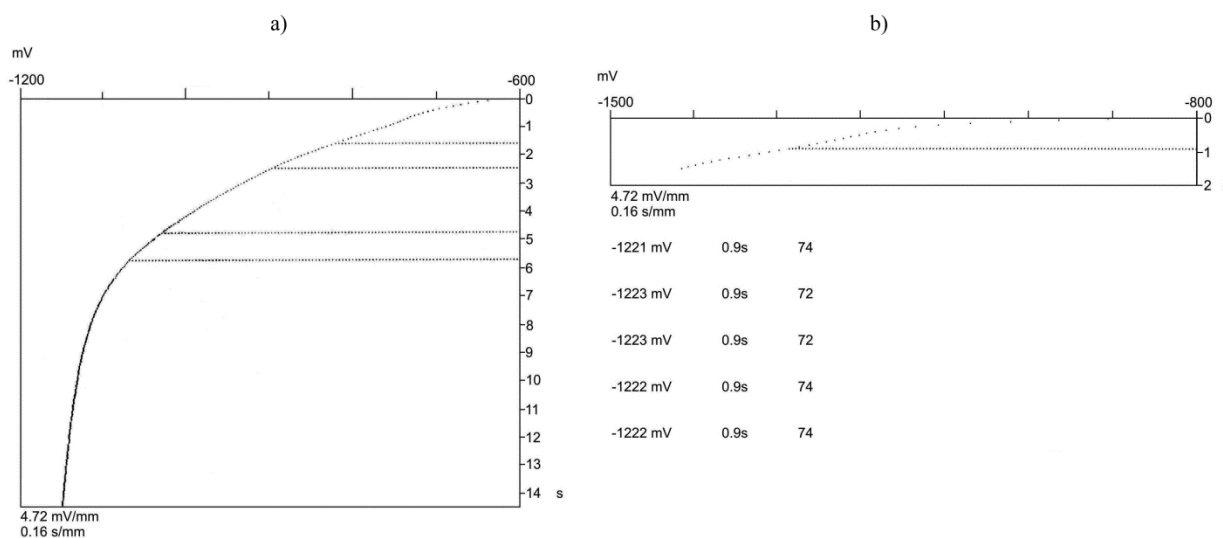 a)
mV
-1200 -600
0
1
2
3
4
5
6
7
8
9
10
11
12
13
14 s
4.72 mV/mm
0.16 s/mm
b)
mV
-1500 -800
0
1
2
4.72 mV/mm
0.16 s/mm
-1221 mV 0.9s 74
-1223 mV 0.9s 72
-1223 mV 0.9s 72
-1222 mV 0.9s 74
-1222 mV 0.9s 74